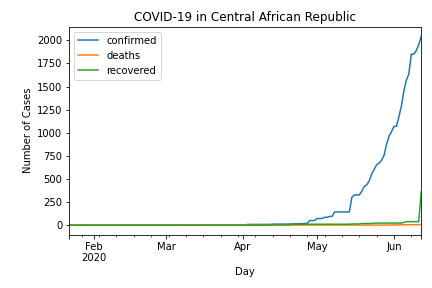 COVID-19 in Central African Republic
confirmed
deaths
recovered
Number of Cases
2000
1750
1500
1250
1000
750
500
250
0
Feb
2020
Mar
Apr
May
Jun
Day